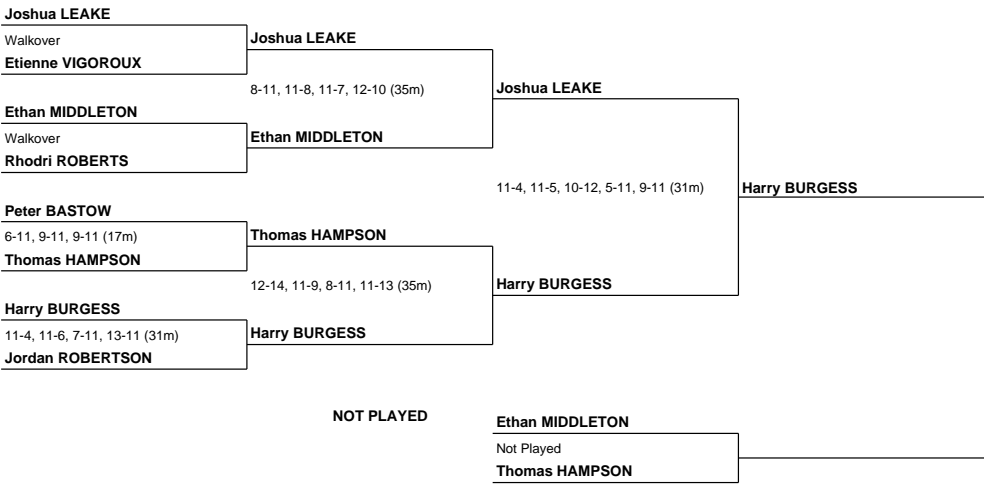 Joshua LEAKE
Walkover
Etienne VIGOROUX
Joshua LEAKE
8-11, 11-8, 11-7, 12-10 (35m)
Ethan MIDDLETON
Walkover
Rhodri ROBERTS
Ethan MIDDLETON
Joshua LEAKE
11-4, 11-5, 10-12, 5-11, 9-11 (31m)
Harry BURGESS
Peter BASTOW
6-11, 9-11, 9-11 (17m)
Thomas HAMPSON
Thomas HAMPSON
12-14, 11-9, 8-11, 11-13 (35m)
Harry BURGESS
Harry BURGESS
11-4, 11-6, 7-11, 13-11 (31m)
Jordan ROBERTSON
Harry BURGESS
NOT PLAYED
Ethan MIDDLETON
Not Played
Thomas HAMPSON